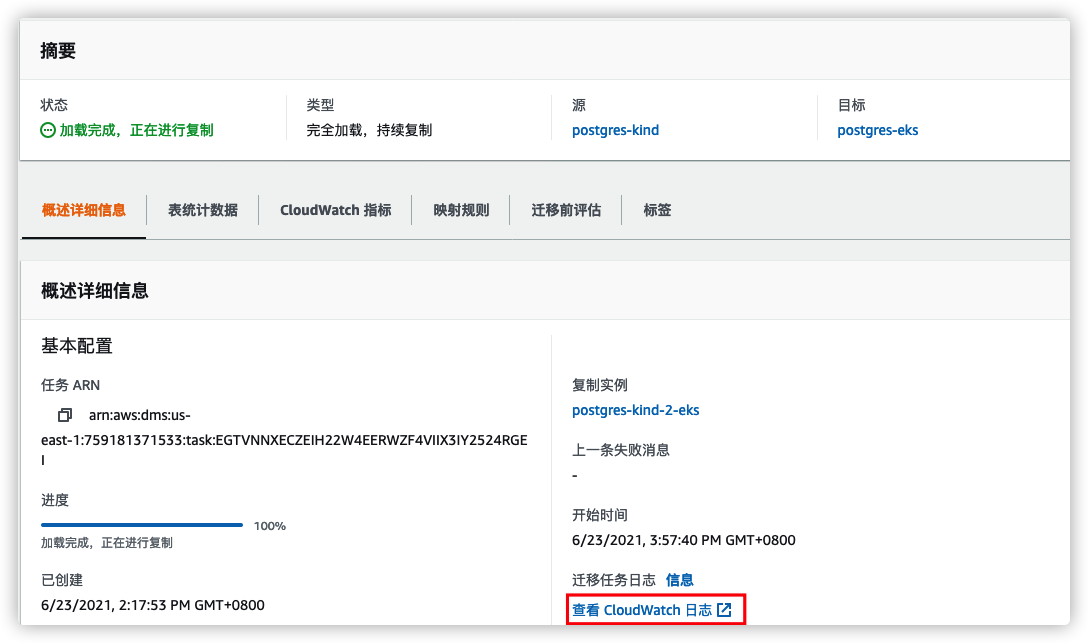 摘要
状态
类型
源
目标
加载完成，正在进行复制
完全加载，持续复制
postgres-kind
postgres-eks
概述详细信息
表统计数据
CloudWatch 指标
映射规则
迁移前评估
标签
概述详细信息
基本配置
任务 ARN
arn:aws:dms:us-
east-1:759181371533:task:EGTVNNXECZEIH22W4EERWZF4VIIX3IY2524RGE
I
进度
100%
加载完成，正在进行复制
已创建
6/23/2021, 2:17:53 PM GMT+0800
复制实例
postgres-kind-2-eks
上一条失败消息
-
开始时间
6/23/2021, 3:57:40 PM GMT+0800
迁移任务日志 信息
查看 CloudWatch 日志